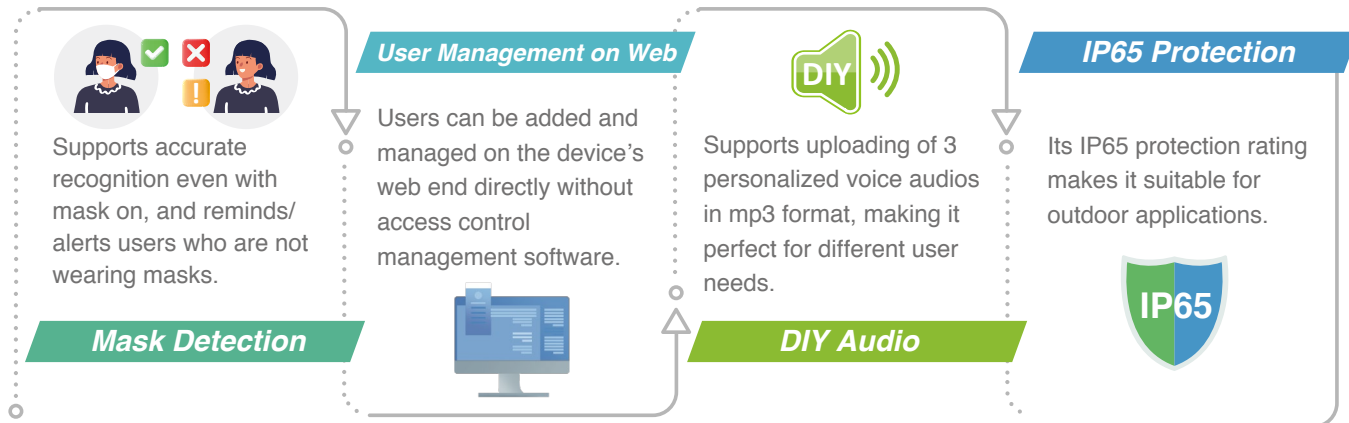 Supports accurate
recognition even with
mask on, and reminds/
alerts users who are not
wearing masks.
Mask Detection
User Management on Web
Users can be added and
managed on the device's
web end directly without
access control
management software.
DIY
Supports uploading of 3
personalized voice audios
in mp3 format, making it
perfect for different user
needs.
DIY Audio
IP65 Protection
Its IP65 protection rating
makes it suitable for
outdoor applications.
IP65